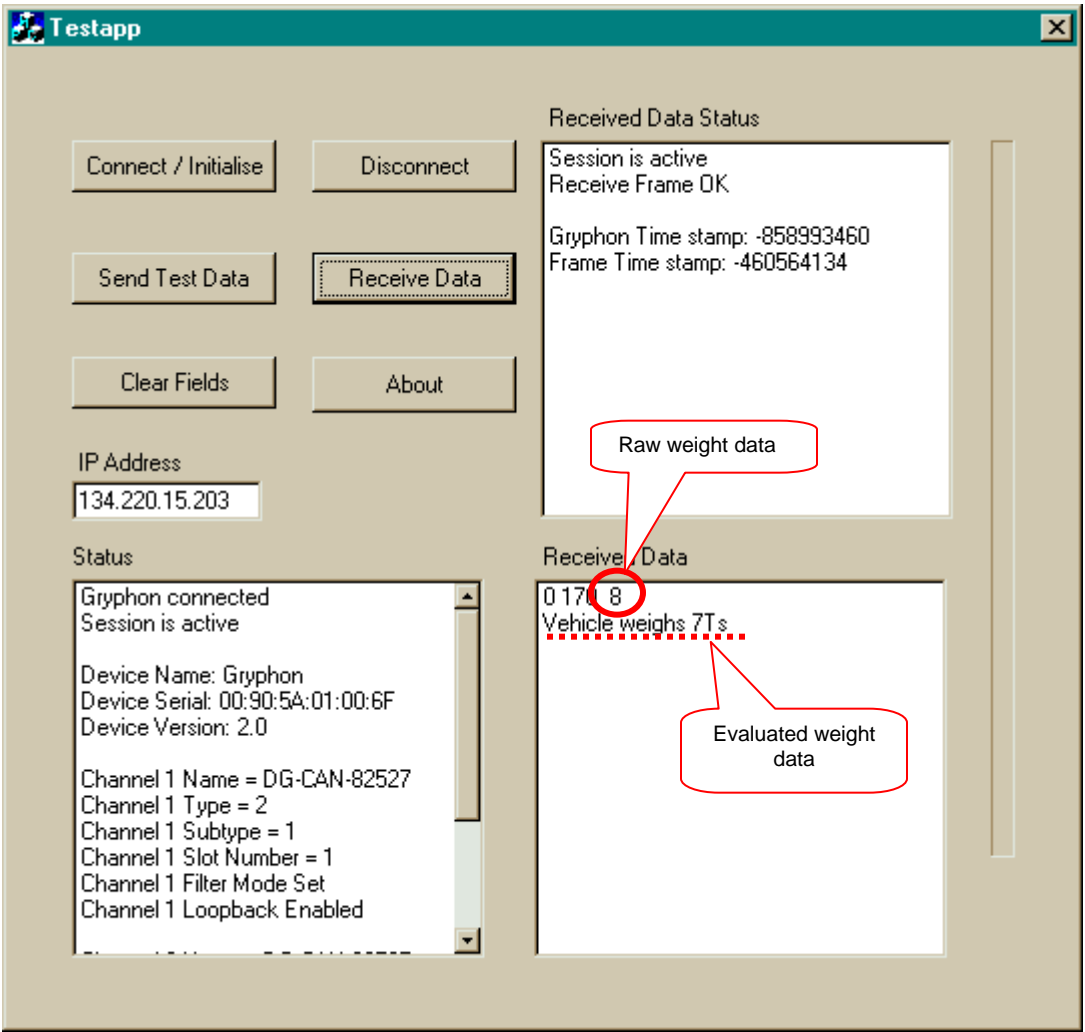 Testapp
Connect / Initialise
Disconnect
Send Test Data
Receive Data
Clear Fields
About
IP Address
134.220.15.203
Received Data Status
Session is active
Receive Frame OK
Gryphon Time stamp: -858993460
Frame Time stamp: -460564134
Raw weight data
Status
Gryphon connected
Session is active
Device Name: Gryphon
Device Serial: 00:90:5A:01:00:6F
Device Version: 2.0
Channel 1 Name = DG-CAN-82527
Channel 1 Type = 2
Channel 1 Subtype = 1
Channel 1 Slot Number = 1
Channel 1 Filter Mode Set
Channel 1 Loopback Enabled
Received Data
0 170 8
Vehicle weighs 7Ts
Evaluated weight
data